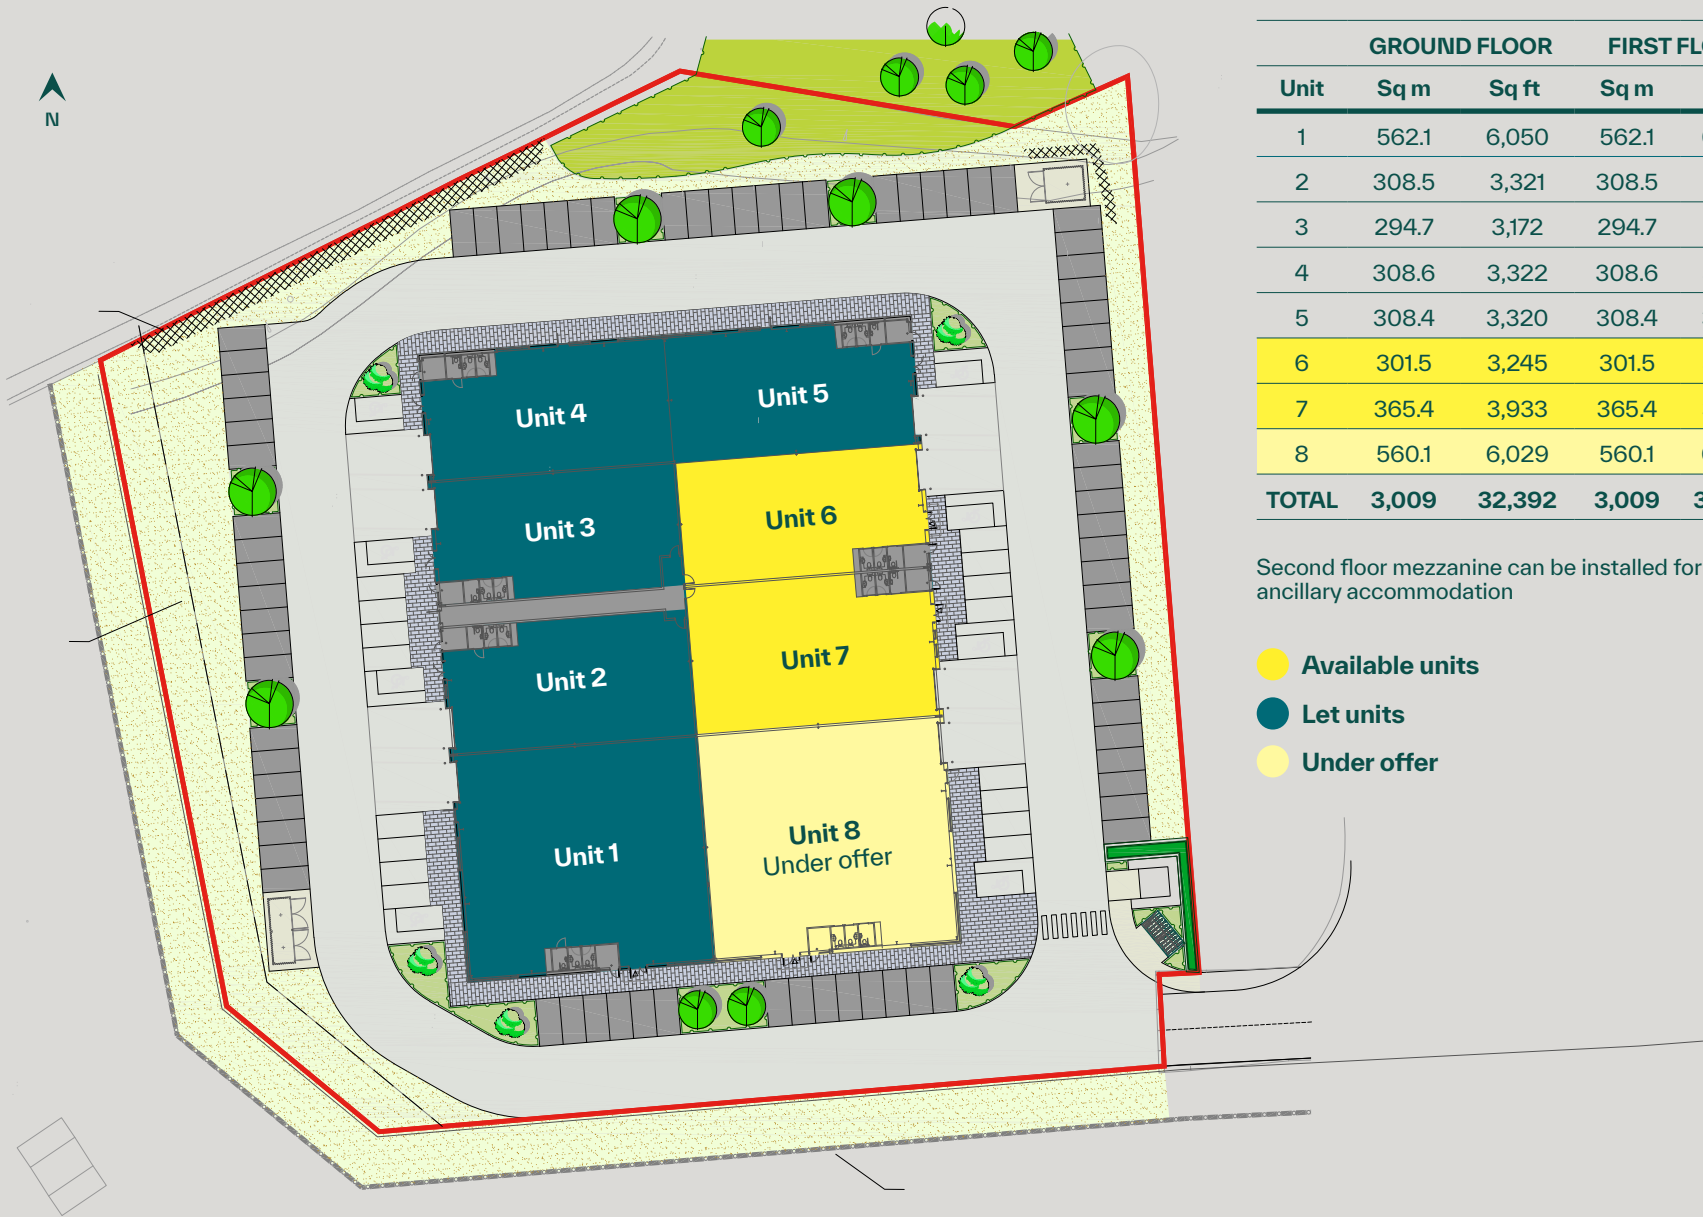 N
Unit 4
Unit 5
Unit 3
Unit 6
Unit 2
Unit 7
Unit 1
Unit 8
Under offer
GROUND FLOOR FIRST
Unit Sq m Sq ft Sq m
1 562.1 6,050 562.1
2 308.5 3,321 308.5
3 294.7 3,172 294.7
4 308.6 3,322 308.6
5 308.4 3,320 308.4
6 301.5 3,245 301.5
7 365.4 3,933 365.4
8 560.1 6,029 560.1
TOTAL 3,009 32,392 3,009
Second floor mezzanine can be installed for
ancillary accommodation
Available units
Let units
Under offer